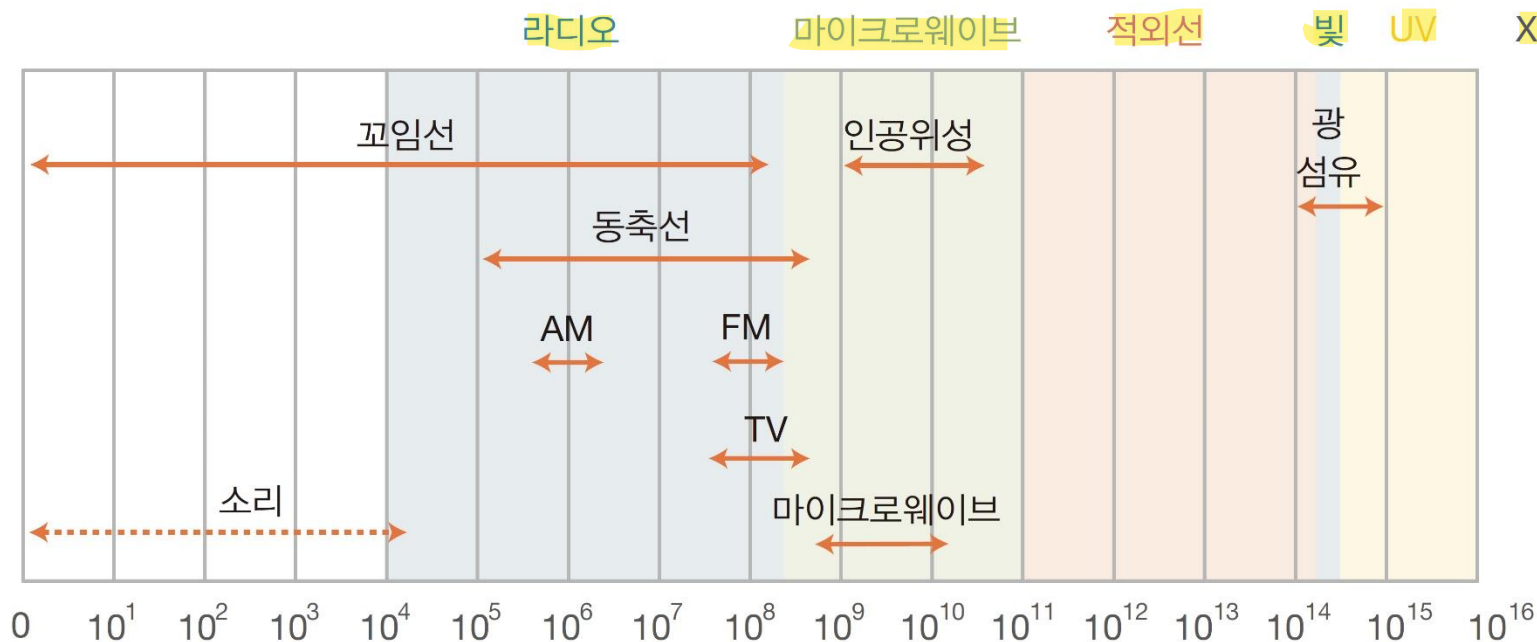 라디오 마이크로웨이브 적외선 빛 UV X
꼬임선 인공위성 광
섬유
동축선
AM FM
TV
소리 마이크로웨이브
0 10¹ 10² 10³ 10⁴ 10⁵ 10⁶ 10⁷ 10⁸ 10⁹ 10¹⁰ 10¹¹ 10¹² 10¹³ 10¹⁴ 10¹⁵ 10¹⁶